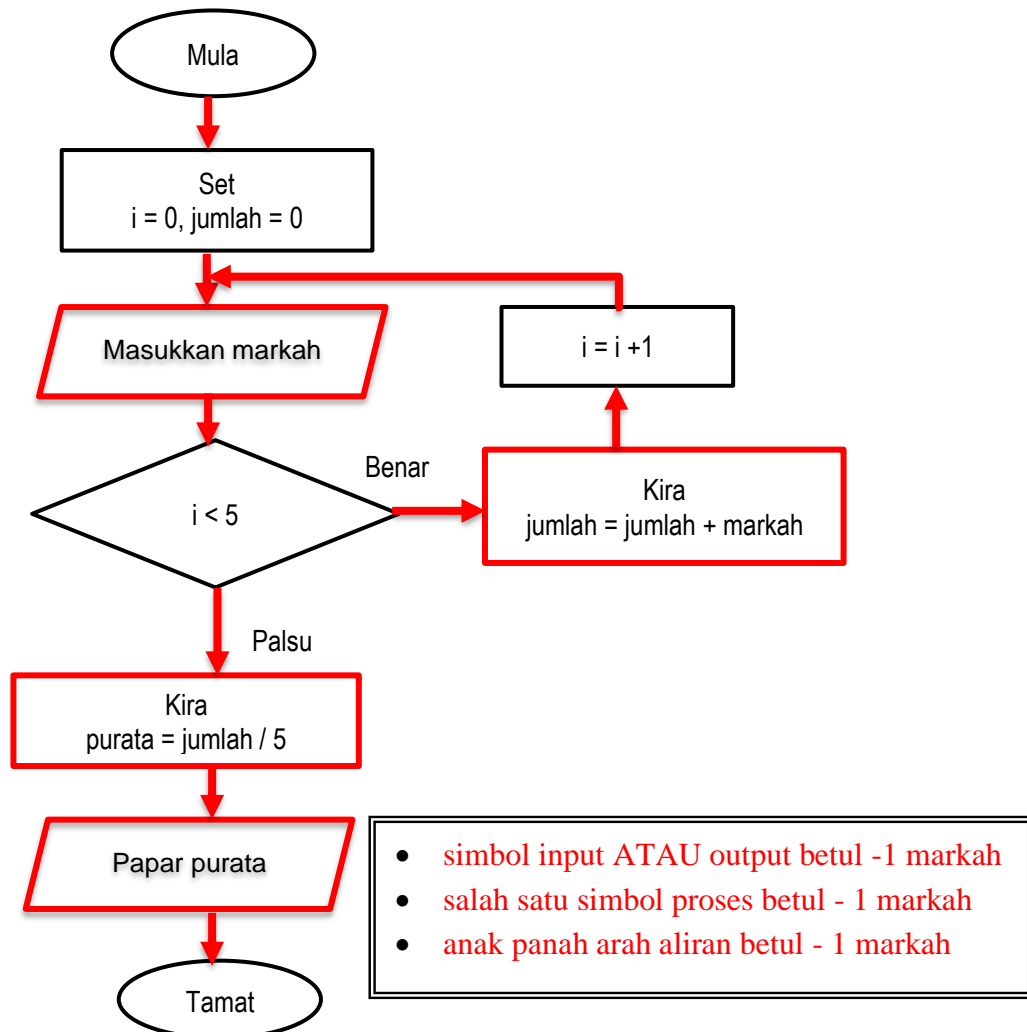 Mula
Set
i = 0, jumlah = 0
Masukkan markah
i = i +1
Benar
i < 5
Kira
jumlah = jumlah + markah
Palsu
Kira
purata = jumlah / 5
Papar purata
• simbol input ATAU output betul -1 markah
• salah satu simbol proses betul - 1 markah
• anak panah arah aliran betul - 1 markah
Tamat